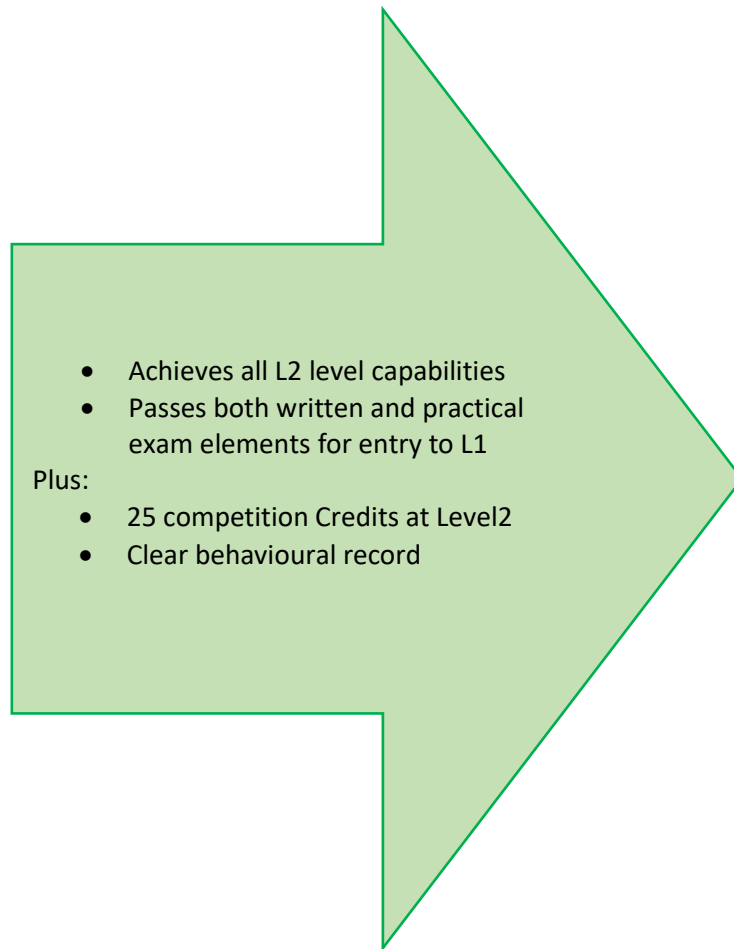 • Achieves all L2 level capabilities
• Passes both written and practical
exam elements for entry to L1
Plus:
• 25 competition Credits at Level2
• Clear behavioural record